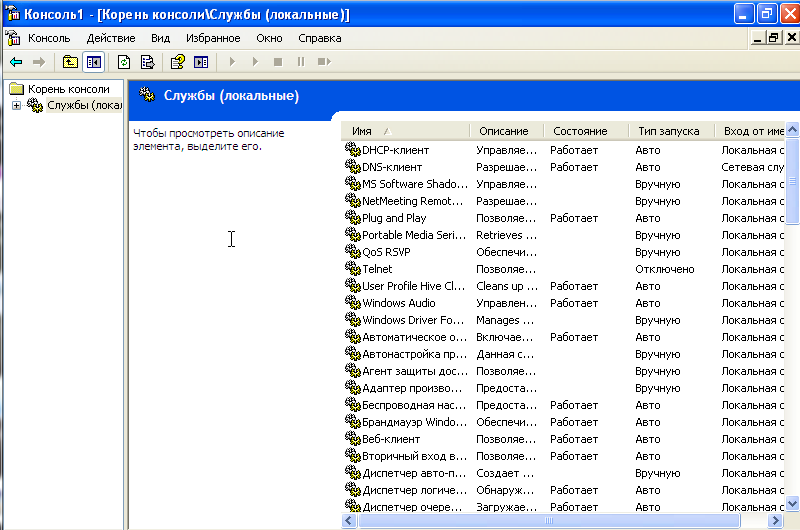 Консоль1 - [Корень консоли\Службы (локальные)]
Консоль Действие Вид Избранное Окно Справка
Корень консоли
Службы (локал
Службы (локальные)
Чтобы просмотреть описание
элемента, выделите его.
Имя Описание Состояние Тип запуска Вход от име
DHCP-клиент Управляе... Работает Авто Локальная с
DNS-клиент Разрешае... Работает Авто Сетевая слу
MS Software Shado... Управляе... Вручную Локальная с
NetMeeting Remot... Разрешае... Вручную Локальная с
Plug and Play Позволяе... Работает Авто Локальная с
Portable Media Seri... Retrieves ... Вручную Локальная с
QoS RSVP Обеспечи... Вручную Локальная с
Telnet Позволяе... Отключено Локальная с
User Profile Hive Cl... Cleans up ... Работает Авто Локальная с
Windows Audio Управлен... Работает Авто Локальная с
Windows Driver Fo... Manages ... Вручную Локальная с
Автоматическое о... Включае... Работает Авто Локальная с
Автонастройка пр... Данная с... Вручную Локальная с
Агент защиты дос... Позволяе... Вручную Локальная с
Адаптер произво... Предоста... Вручную Локальная с
Беспроводная нас... Предоста... Работает Авто Локальная с
Брандмауэр Windo... Обеспечи... Работает Авто Локальная с
Веб-клиент Позволяе... Работает Авто Локальная с
Вторичный вход в... Позволяе... Работает Авто Локальная с
Диспетчер авто-п... Создает ... Вручную Локальная с
Диспетчер логиче... Обнаруж... Работает Авто Локальная с
Диспетчер очере... Загружае... Работает Авто Локальная с